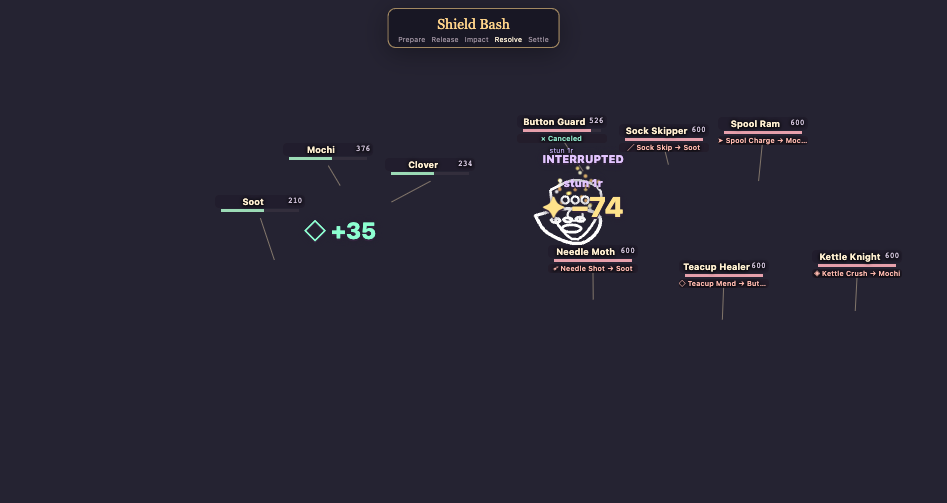 Shield Bash
Prepare Release Impact Resolve Settle
Button Guard 526
× Canceled
stun 1r
INTERRUPTED
stun 1r
-74
Sock Skipper 600
Sock Skip → Soot
Spool Ram 600
Spool Charge → Moc...
Mochi 376
Clover 234
Soot 210
+35
Needle Moth 600
Needle Shot → Soot
Teacup Healer 600
Teacup Mend → But...
Kettle Knight 600
Kettle Crush → Mochi